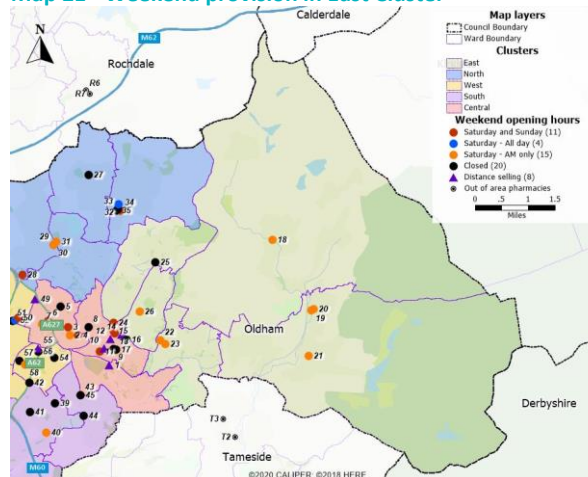 Map 22 - Weekend provision in East Cluster
Calderdale
M62
N
Rochdale
R6
R7
Map layers
Council Boundary
Ward Boundary
Clusters
East
North
West
South
Central
Weekend opening hours
Saturday and Sunday (11)
Saturday - All day (4)
Saturday - AM only (15)
Closed (20)
Distance selling (8)
Out of area pharmacies
0 .5 1 1.5
Miles
27
33 34
32 35
29 31
30
18
25
28
49
5
51 50
6
A627
26
20
19
8
24
3
12 14 15
2 4
10
16
22
23
Oldham
55
17
57 56
9
21
A62
54
1
58
42
43
45
39
41
44
Derbyshire
40
T3
T2
Tameside
M60
©2020 CALIPER; ©2018 HERE